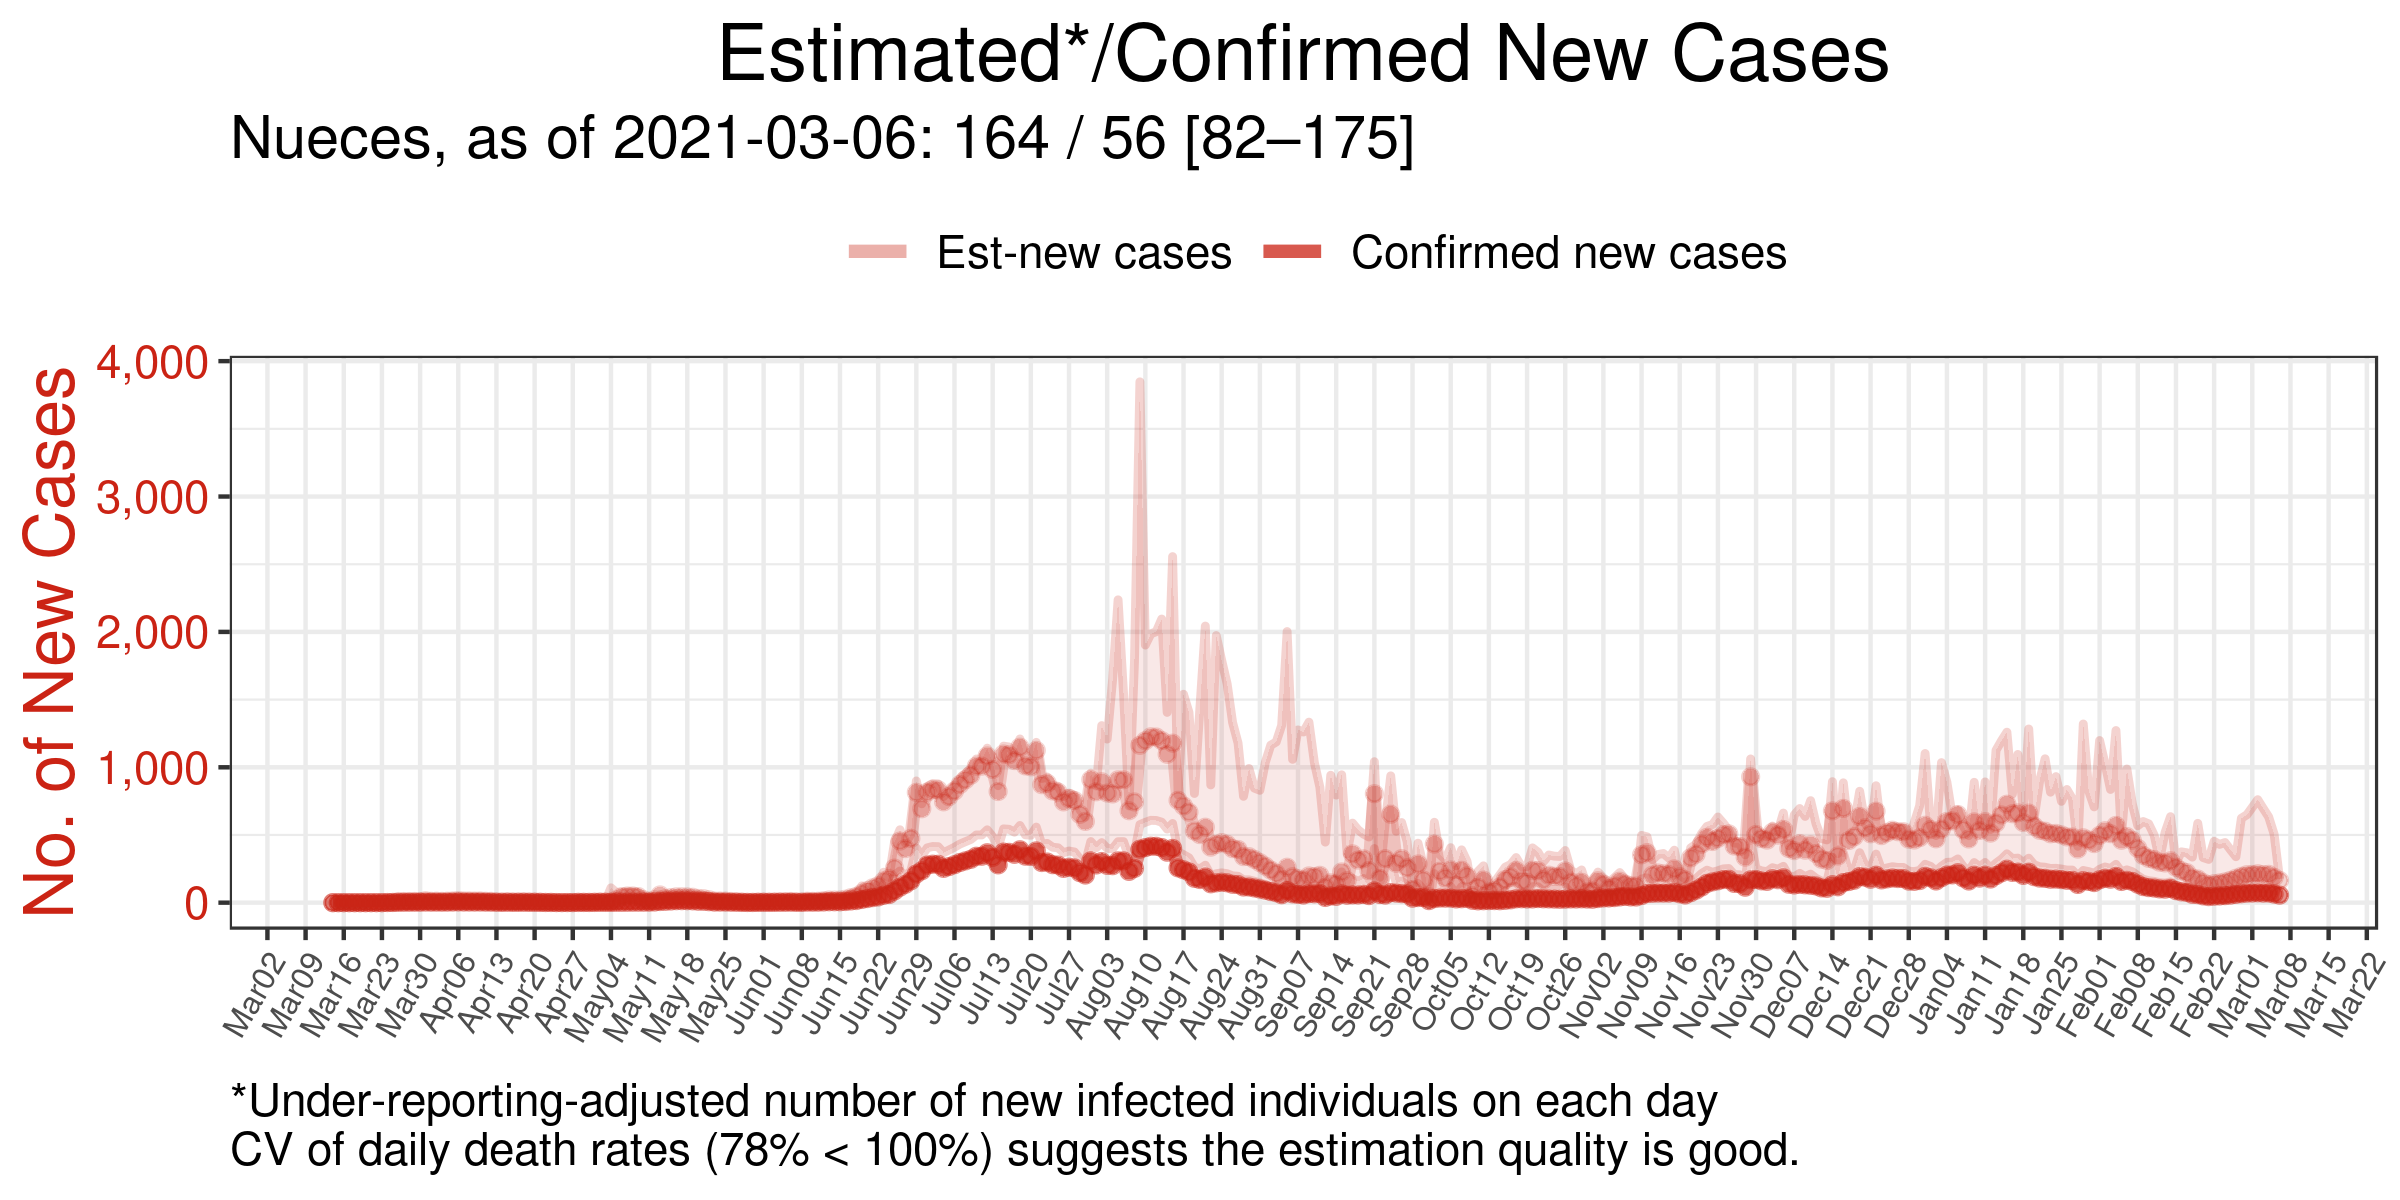 Estimated*/Confirmed New Cases
Nueces, as of 2021-03-06: 164 / 56 [82–175]
Est-new cases Confirmed new cases
No. of New Cases
4,000
3,000
2,000
1,000
0
Mar02 Mar09 Mar16 Mar23 Mar30 Apr06 Apr13 Apr20 Apr27 May04 May11 May18 May25 Jun01 Jun08 Jun15 Jun22 Jun29 Jul06 Jul13 Jul20 Jul27 Aug03 Aug10 Aug17 Aug24 Aug31 Sep07 Sep14 Sep21 Sep28 Oct05 Oct12 Oct19 Oct26 Nov02 Nov09 Nov16 Nov23 Nov30 Dec07 Dec14 Dec21 Dec28 Jan04 Jan11 Jan18 Jan25 Feb01 Feb08 Feb15 Feb22 Mar01 Mar08 Mar15 Mar22
*Under-reporting-adjusted number of new infected individuals on each day
CV of daily death rates (78% < 100%) suggests the estimation quality is good.